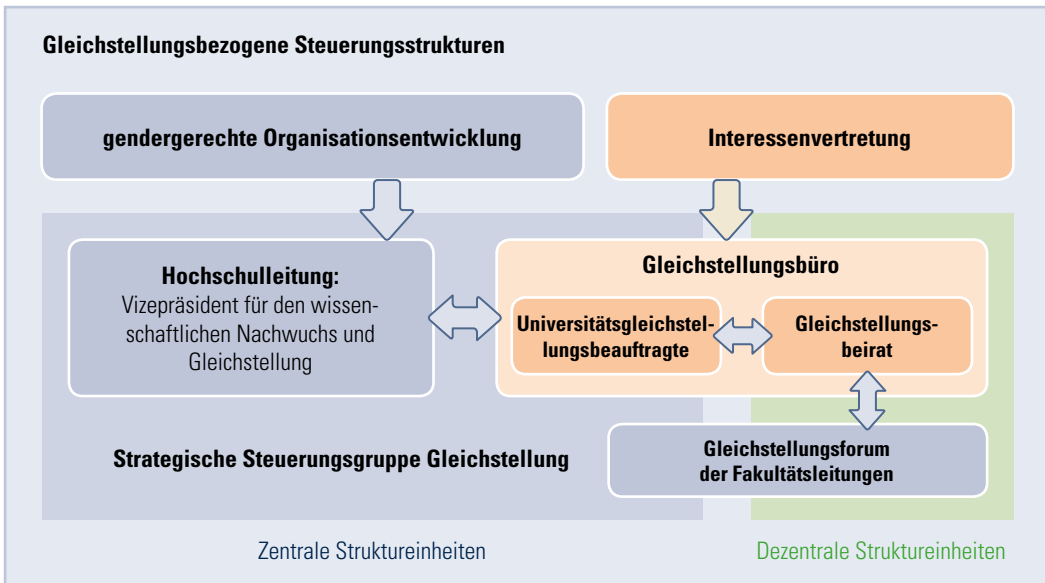 Gleichstellungsbezogene Steuerungsstrukturen
gendergerechte Organisationsentwicklung
Interessenvertretung
Hochschulleitung:
Vizepräsident für den wissen-
schaftlichen Nachwuchs und
Gleichstellung
Gleichstellungsbüro
Universitätsgleichstel-
lungsbeauftragte
Gleichstellungs-
beirat
Strategische Steuerungsgruppe Gleichstellung
Gleichstellungsforum
der Fakultätsleitungen
Zentrale Struktureinheiten
Dezentrale Struktureinheiten